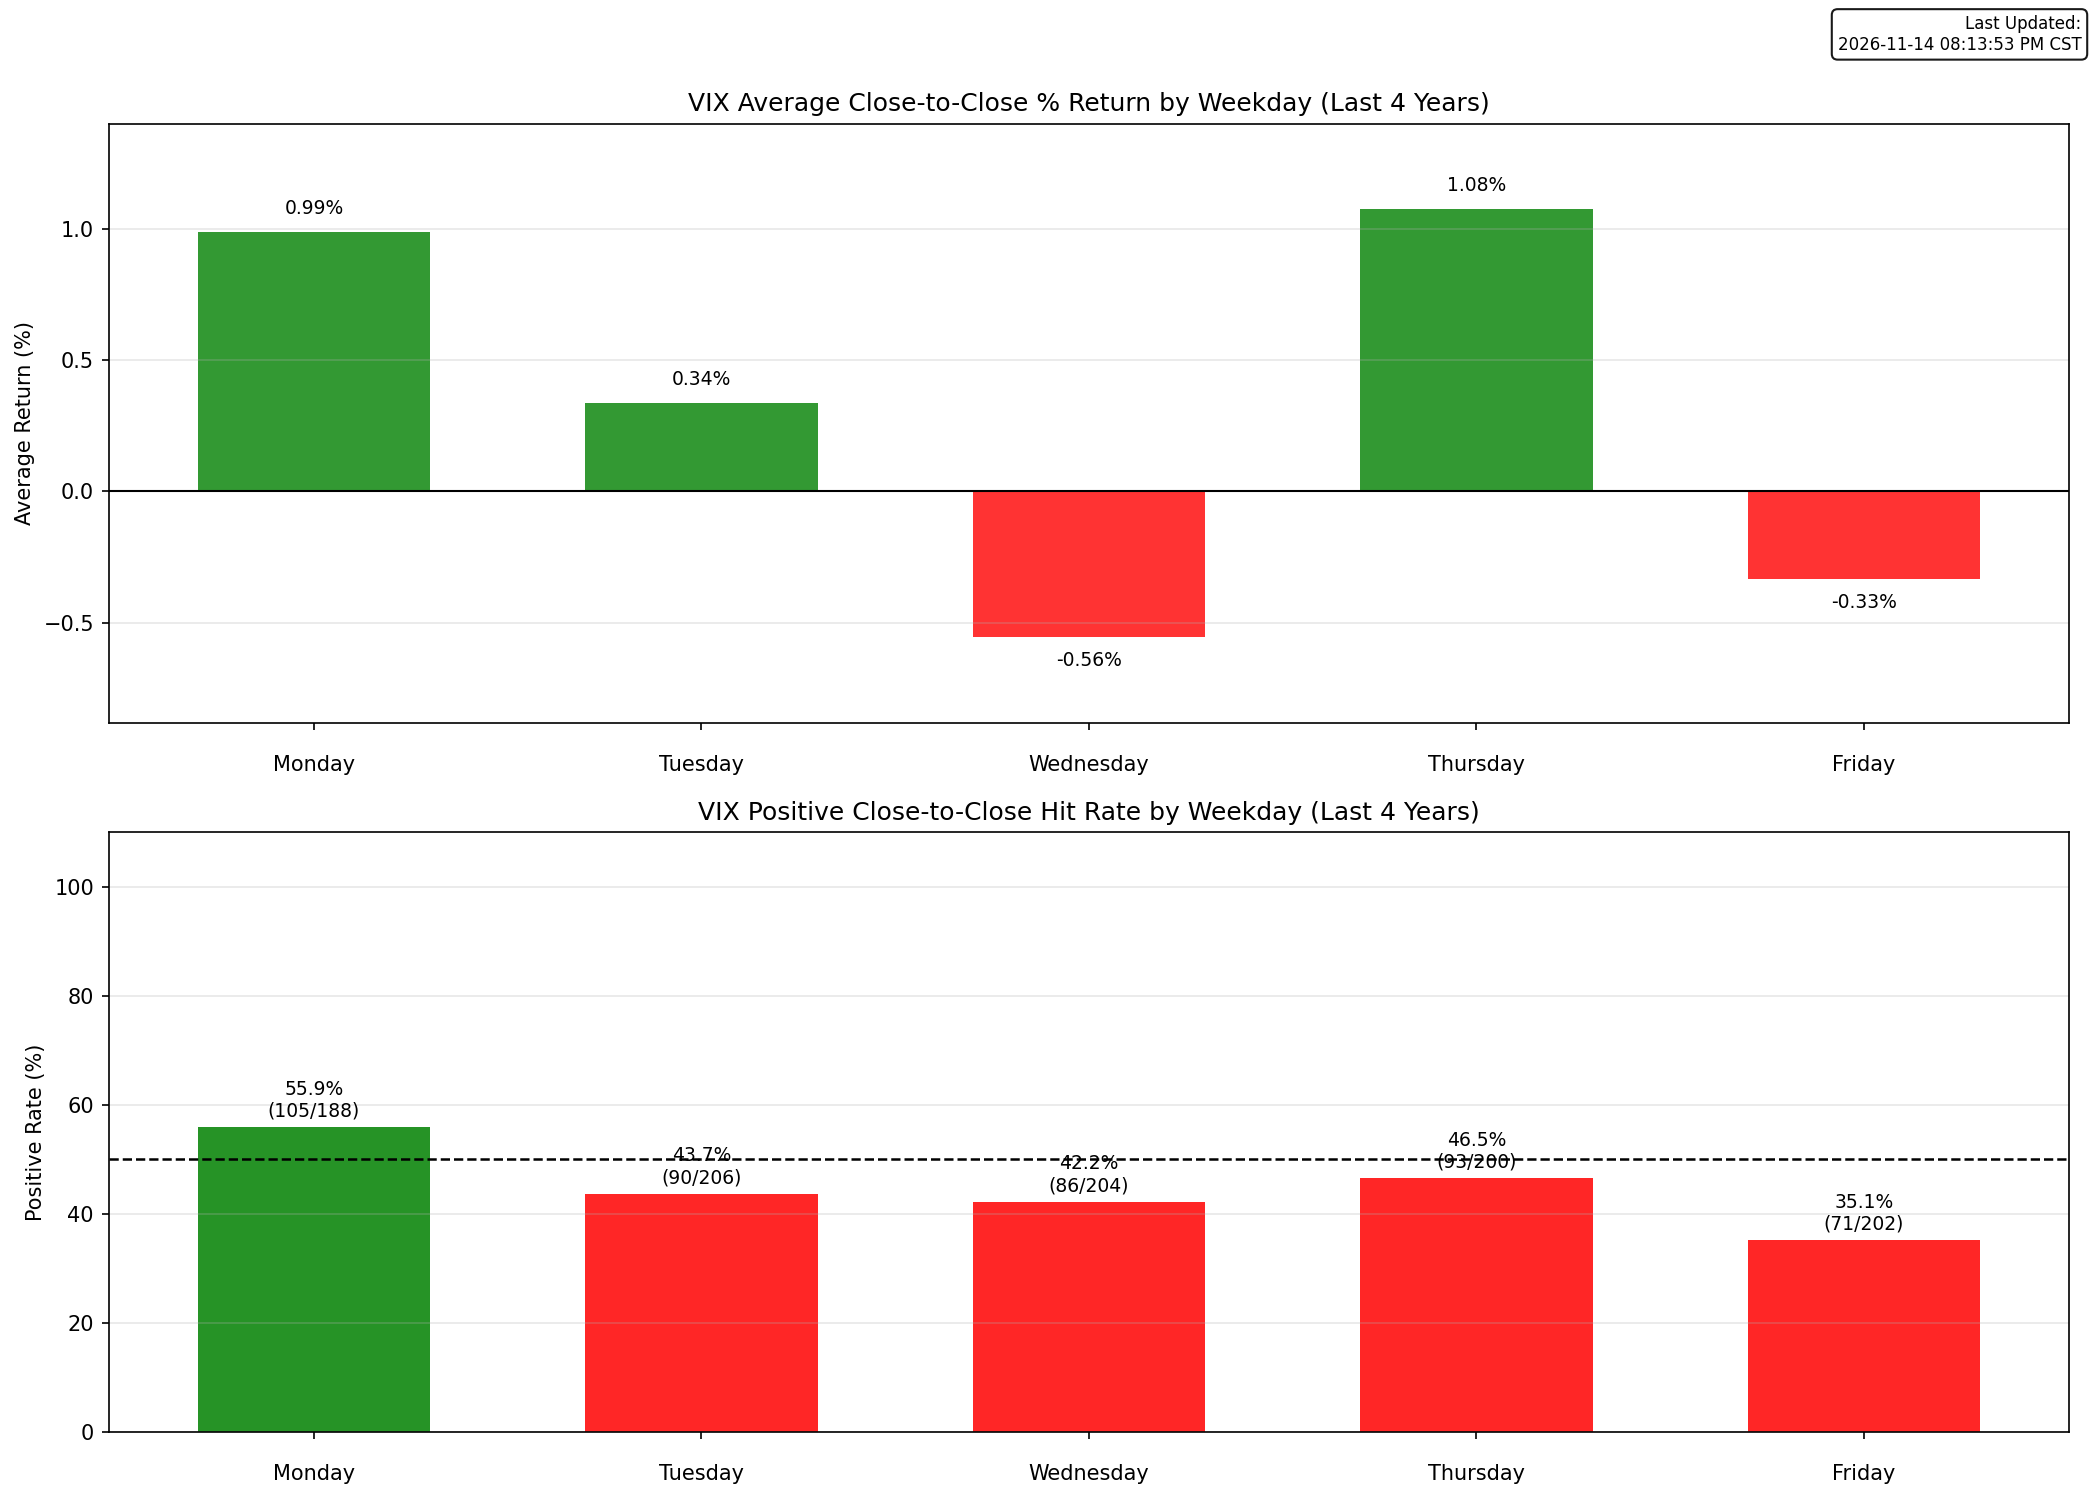 Last Updated:
2026-11-14 08:13:53 PM CST
VIX Average Close-to-Close % Return by Weekday (Last 4 Years)
Average Return (%)
1.0
0.5
0.0
−0.5
0.99%
0.34%
-0.56%
1.08%
-0.33%
Monday
Tuesday
Wednesday
Thursday
Friday
VIX Positive Close-to-Close Hit Rate by Weekday (Last 4 Years)
Positive Rate (%)
100
80
60
40
20
0
55.9%
(105/188)
43.7%
(90/206)
42.2%
(86/204)
46.5%
(93/200)
35.1%
(71/202)
Monday
Tuesday
Wednesday
Thursday
Friday